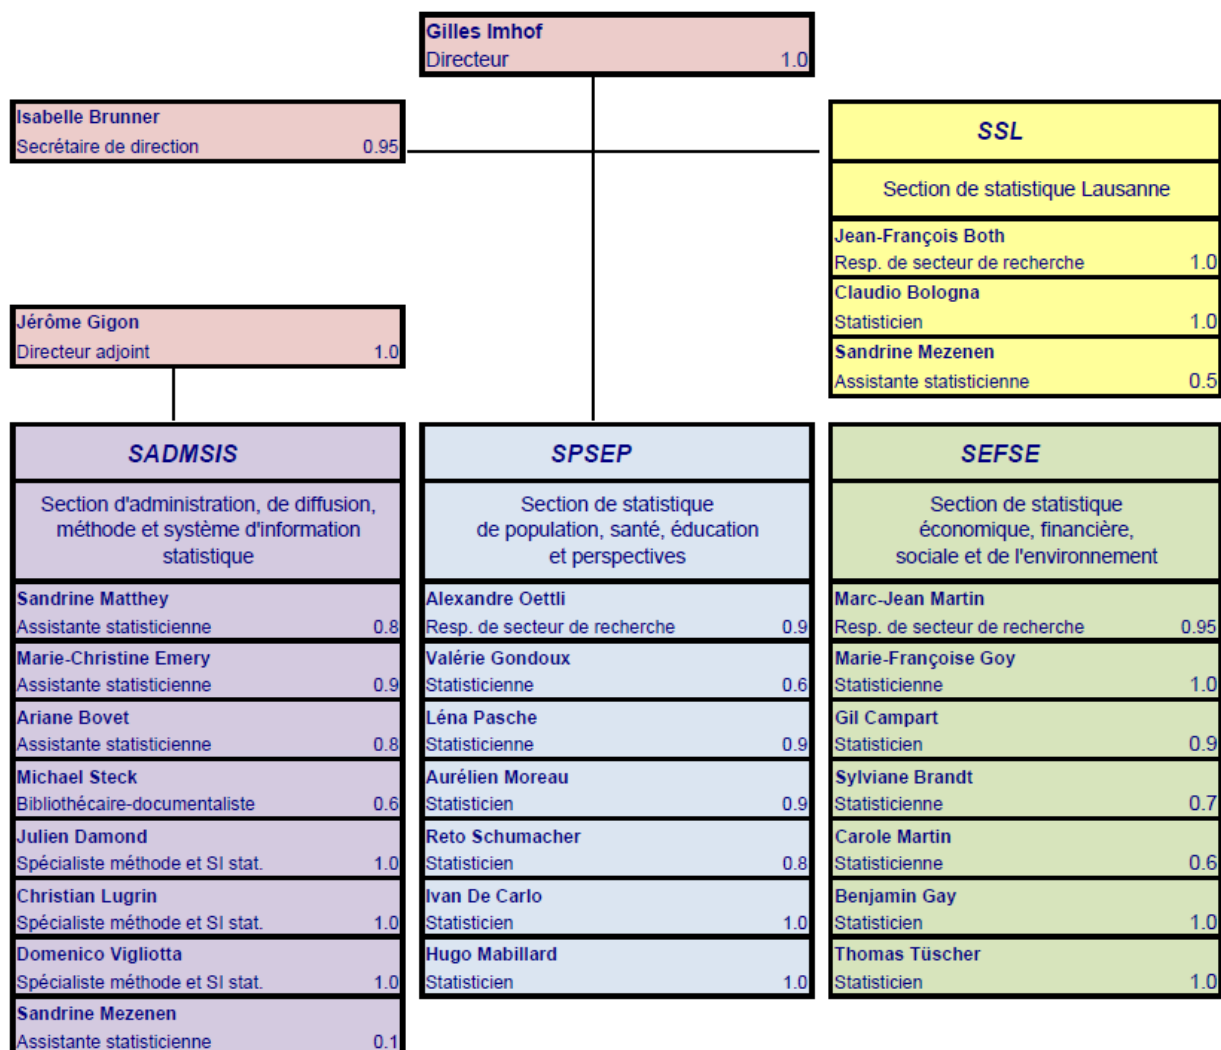 Gilles Imhof
Directeur 1.0
Isabelle Brunner
Secrétaire de direction 0.95
SSL
Section de statistique Lausanne
Jean-François Both
Resp. de secteur de recherche 1.0
Claudio Bologna
Statisticien 1.0
Sandrine Mezenen
Assistante statisticienne 0.5
Jérôme Gigon
Directeur adjoint 1.0
SADMSIS
Section d'administration, de diffusion,
méthode et système d'information
statistique
Sandrine Matthey
Assistante statisticienne 0.8
Marie-Christine Emery
Assistante statisticienne 0.9
Ariane Bovet
Assistante statisticienne 0.8
Michael Steck
Bibliothécaire-documentaliste 0.6
Julien Damond
Spécialiste méthode et SI stat. 1.0
Christian Lugrin
Spécialiste méthode et SI stat. 1.0
Domenico Vigliotta
Spécialiste méthode et SI stat. 1.0
Sandrine Mezenen
Assistante statisticienne 0.1
SPSEP
Section de statistique
de population, santé, éducation
et perspectives
Alexandre Oettli
Resp. de secteur de recherche 0.9
Valérie Gondoux
Statisticienne 0.6
Léna Pasche
Statisticienne 0.9
Aurélien Moreau
Statisticien 0.9
Reto Schumacher
Statisticien 0.8
Ivan De Carlo
Statisticien 1.0
Hugo Mabillard
Statisticien 1.0
SEFSE
Section de statistique
économique, financière,
sociale et de l'environnement
Marc-Jean Martin
Resp. de secteur de recherche 0.95
Marie-Françoise Goy
Statisticienne 1.0
Gil Campart
Statisticien 0.9
Sylviane Brandt
Statisticienne 0.7
Carole Martin
Statisticienne 0.6
Benjamin Gay
Statisticien 1.0
Thomas Tüscher
Statisticien 1.0